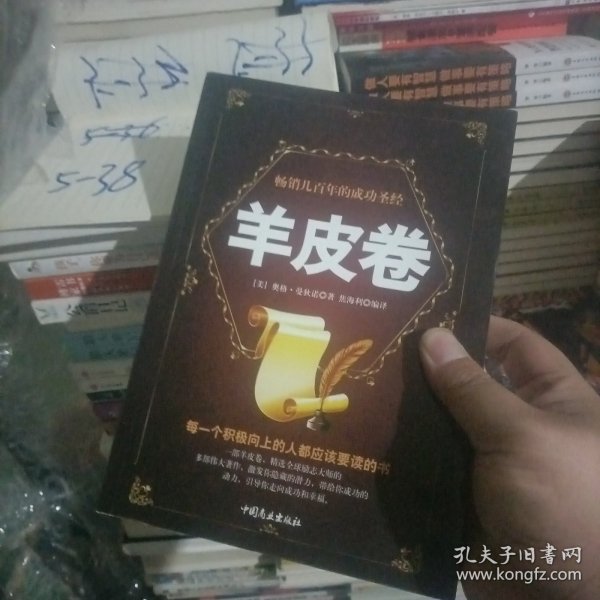 5-38
畅销几百年的成功圣经
羊皮卷
[美] 奥格·曼狄诺◎著 焦海利◎编译
每一个积极向上的人都应该要读的书
一部羊皮卷，精选全球励志大师的
多部伟大著作，激发你隐藏的潜力，带给你成功的
动力，引导你走向成功和幸福。
中国商业出版社
孔夫子旧书网
www.kongfz.com